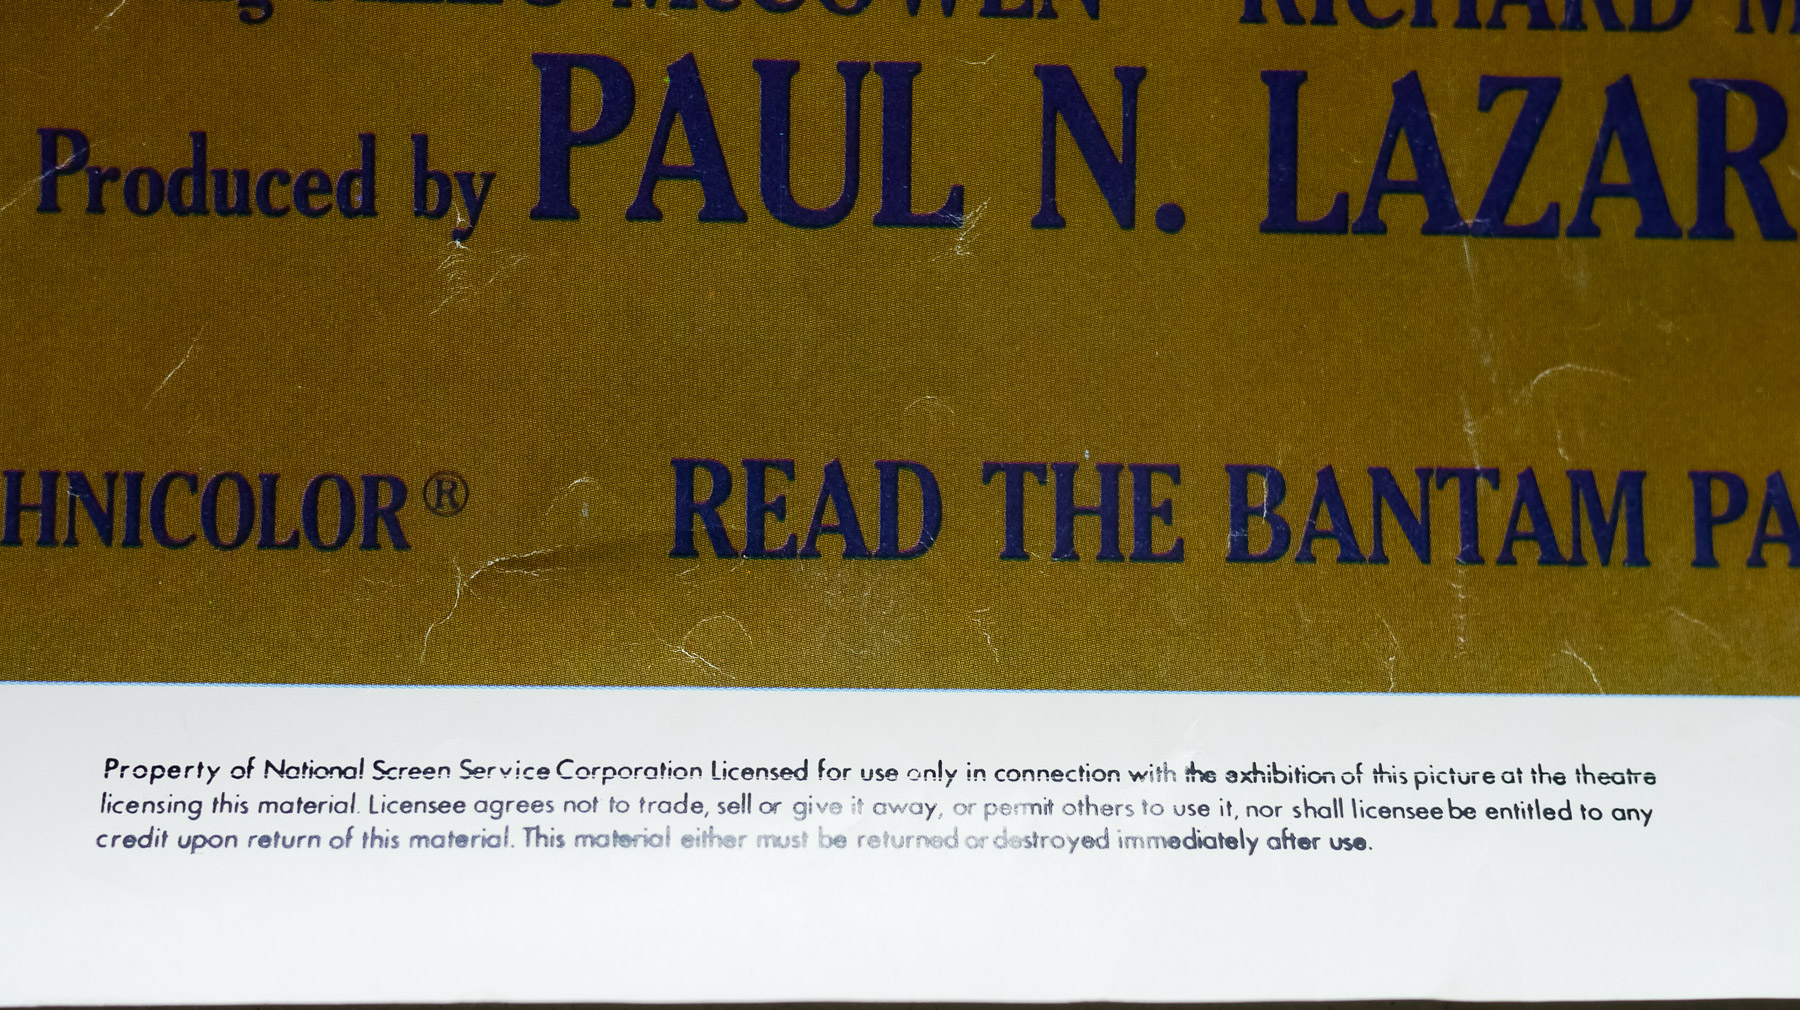 McCOWEN RICHARD M
Produced by PAUL N. LAZAR
HNICOLOR® READ THE BANTAM PA
Property of National Screen Service Corporation Licensed for use only in connection with the exhibition of this picture at the theatre
licensing this material. Licensee agrees not to trade, sell or give it away, or permit others to use it, nor shall licensee be entitled to any
credit upon return of this material. This material either must be returned or destroyed immediately after use.